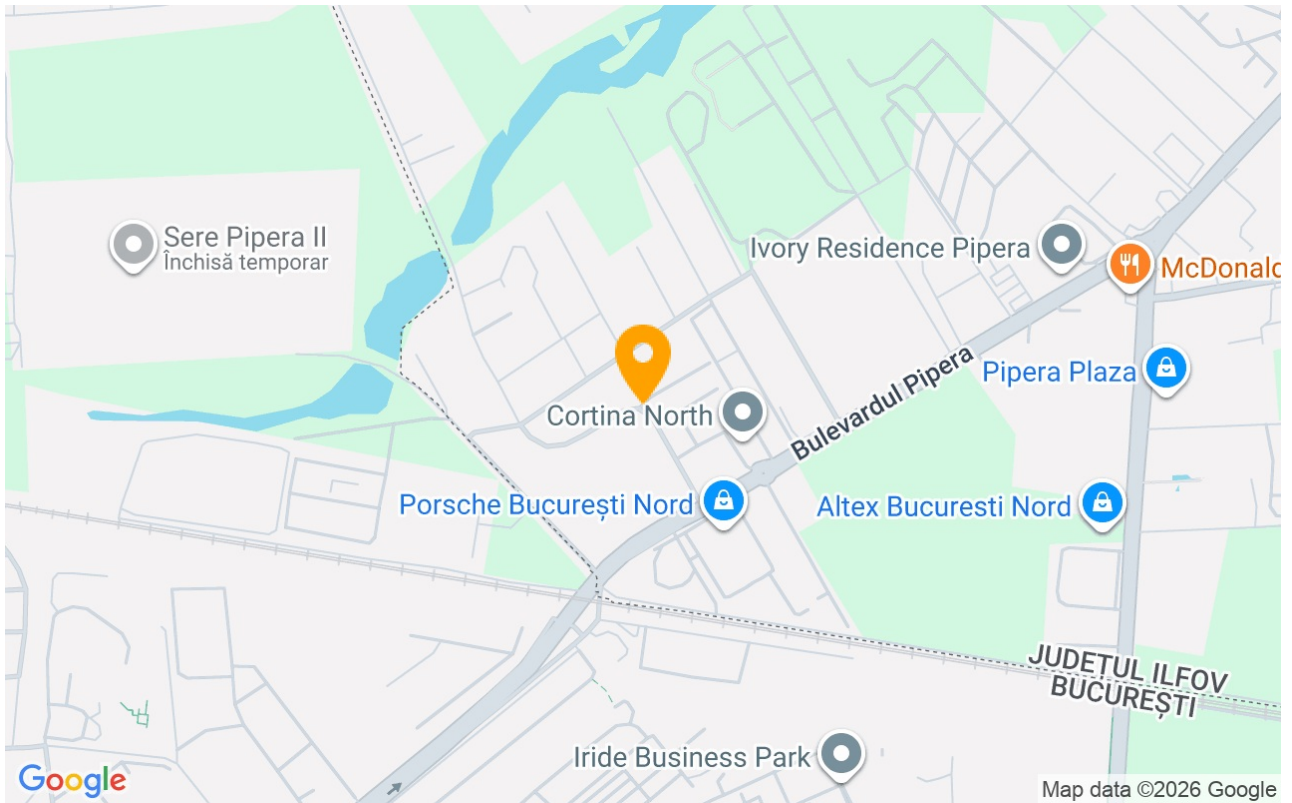 Sere Pipera II
Închisă temporar
Ivory Residence Pipera
McDonald
Bulevardul Pipera
Pipera Plaza
Cortina North
Porsche București Nord
Altex Bucuresti Nord
JUDEȚUL ILFOV
BUCUREȘTI
Iride Business Park
Google
Map data ©2026 Google